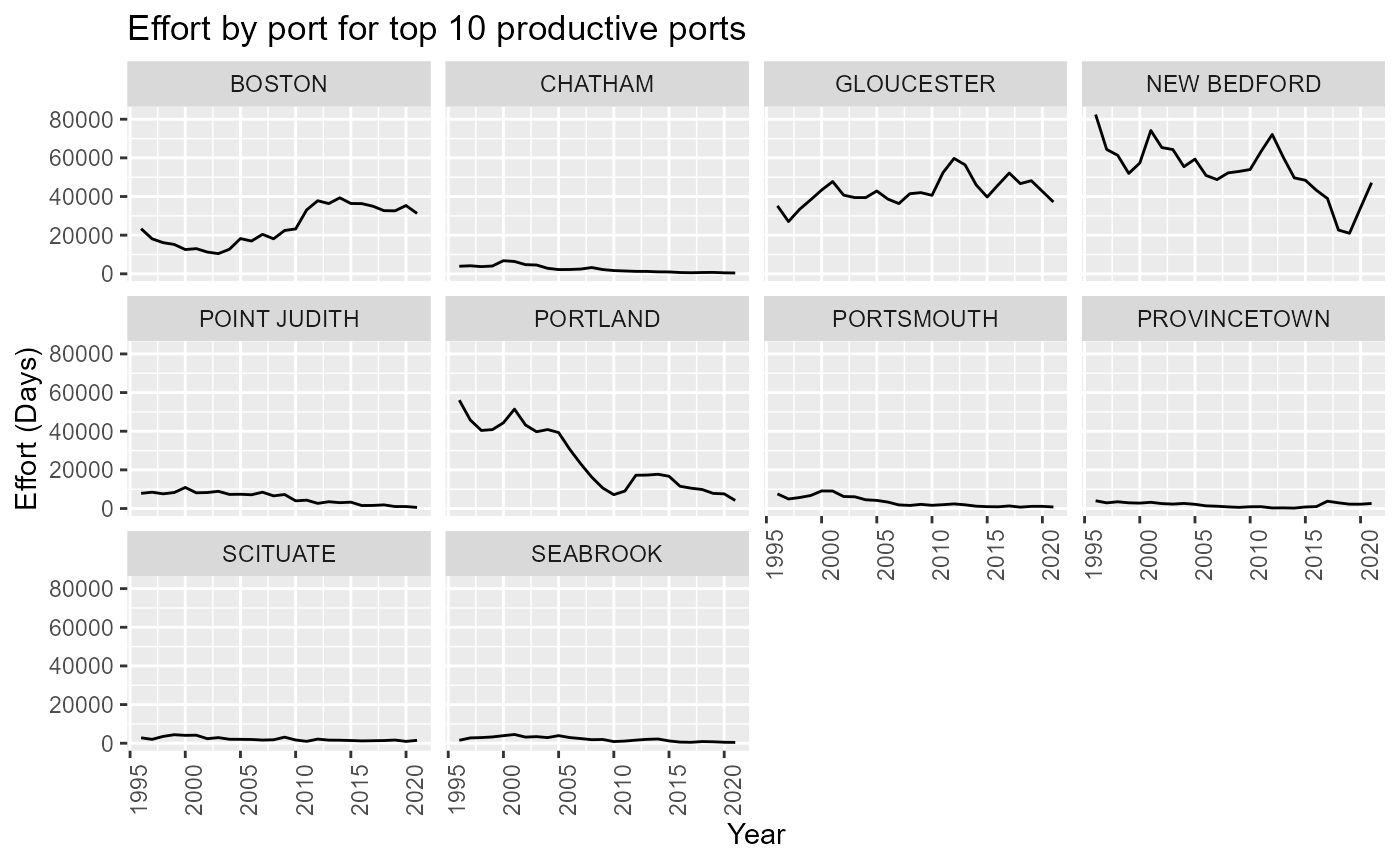 Effort by port for top 10 productive ports
BOSTON CHATHAM GLOUCESTER NEW BEDFORD
80000
60000
40000
20000
0
POINT JUDITH PORTLAND PORTSMOUTH PROVINCETOWN
80000
60000
40000
20000
0
Effort (Days)
1995 2000 2005 2010 2015 2020 1995 2000 2005 2010 2015 2020
SCITUATE SEABROOK
80000
60000
40000
20000
0
1995 2000 2005 2010 2015 2020 1995 2000 2005 2010 2015 2020
Year